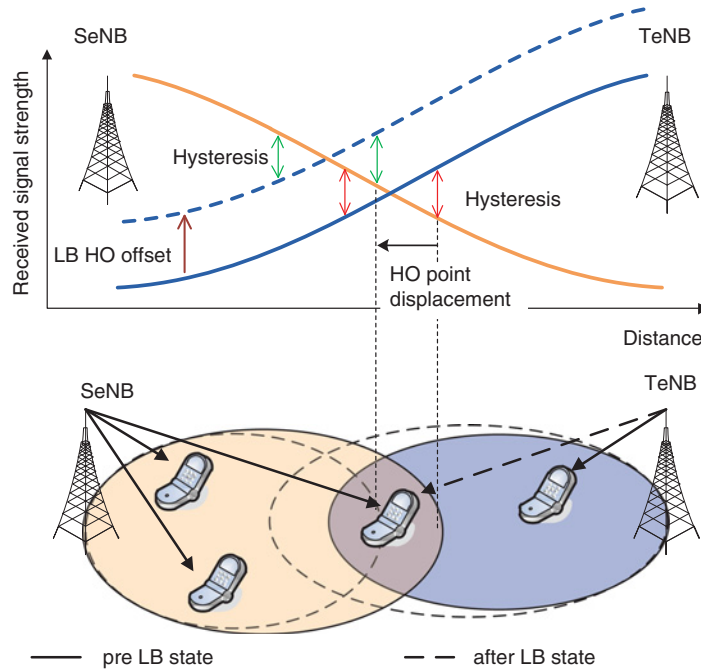 SeNB
TeNB
Received signal strength
Hysteresis
Hysteresis
LB HO offset
HO point
displacement
Distance
SeNB
TeNB
pre LB state
after LB state